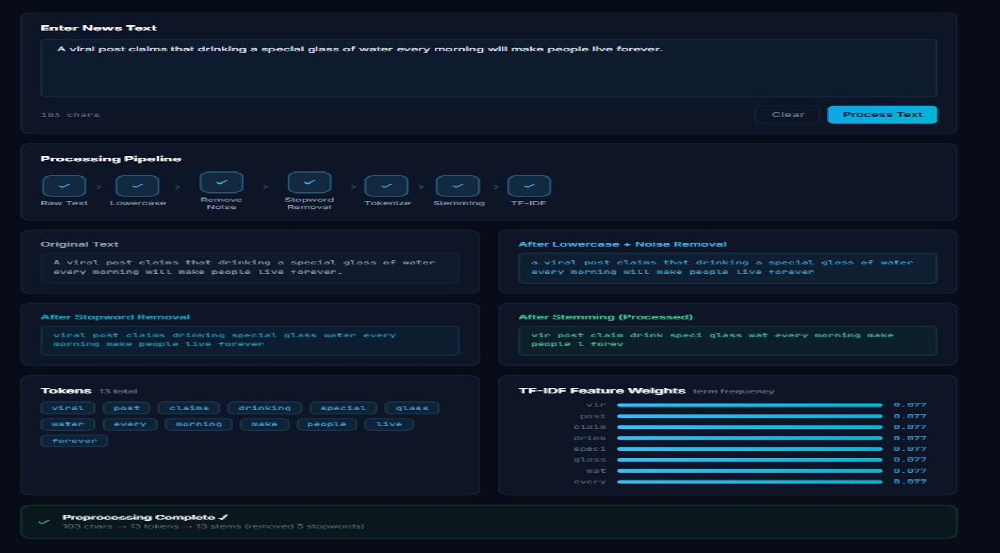 Enter News Text
A viral post claims that drinking a special glass of water every morning will make people live forever.
103 chars
Clear
Process Text
Processing Pipeline
Raw Text
>
Lowercase
>
Remove
Noise
>
Stopword
Removal
>
Tokenize
>
Stemming
>
TF-IDF
Original Text
A viral post claims that drinking a special glass of water
every morning will make people live forever.
After Lowercase + Noise Removal
a viral post claims that drinking a special glass of water
every morning will make people live forever
After Stopword Removal
viral post claims drinking special glass water every
morning make people live forever
After Stemming (Processed)
vir post claim drink speci glass wat every morning make
people l forev
Tokens 13 total
viral post claims drinking special glass
water every morning make people live
forever
TF-IDF Feature Weights term frequency
vir 0.077
post 0.077
claim 0.077
drink 0.077
speci 0.077
glass 0.077
wat 0.077
every 0.077
Preprocessing Complete ✓
103 chars → 13 tokens → 13 stems (removed 5 stopwords)